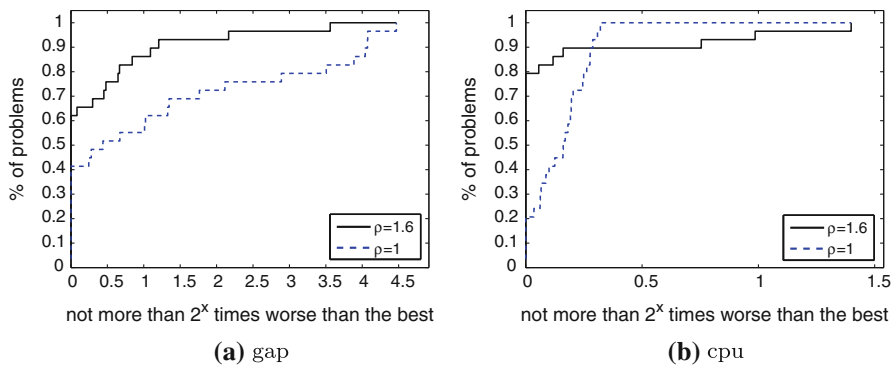 % of problems
1
0.9
0.8
0.7
0.6
0.5
0.4
0.3
0.2
0.1
0
0 0.5 1 1.5 2 2.5 3 3.5 4 4.5
ρ=1.6
ρ=1
not more than 2^x times worse than the best
(a) gap
% of problems
1
0.9
0.8
0.7
0.6
0.5
0.4
0.3
0.2
0.1
0
0 0.5 1 1.5
ρ=1.6
ρ=1
not more than 2^x times worse than the best
(b) cpu